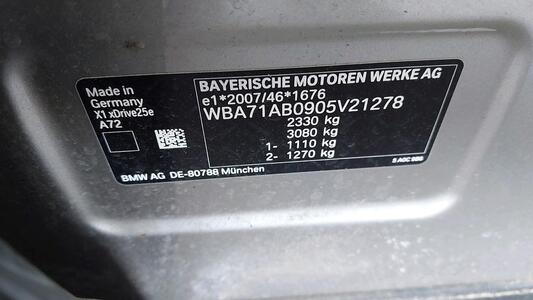 Made in
Germany
X1 xDrive25e
A72
BAYERISCHE MOTOREN WERKE AG
e1*2007/46*1676
WBA71AB0905V21278
2330 kg
3080 kg
1- 1110 kg
2- 1270 kg
BMW AG DE-80788 München